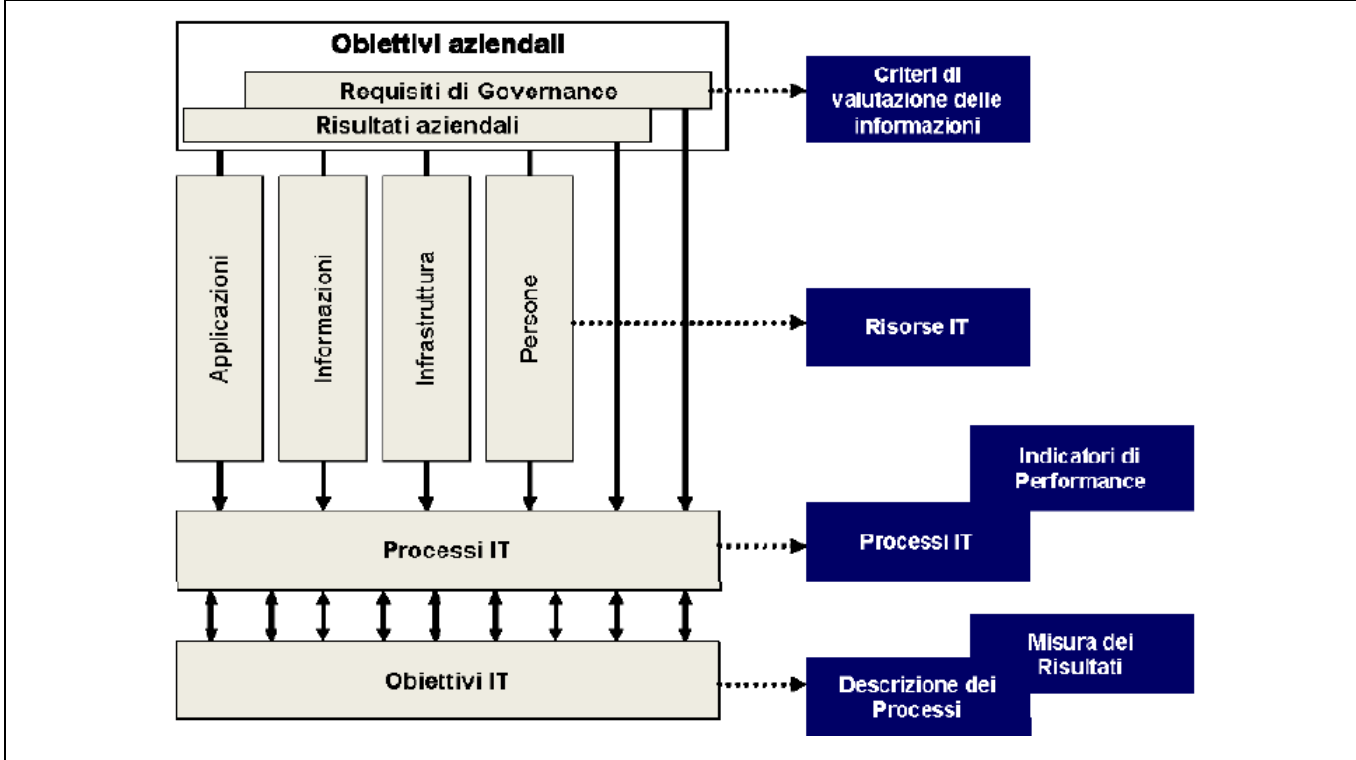 Obiettivi aziendali
Requisiti di Governance
Risultati aziendali
Criteri di
valutazione delle
informazioni
Applicazioni
Informazioni
Infrastruttura
Persone
Risorse IT
Indicatori di
Performance
Processi IT
Processi IT
Misura dei
Risultati
Obiettivi IT
Descrizione dei
Processi